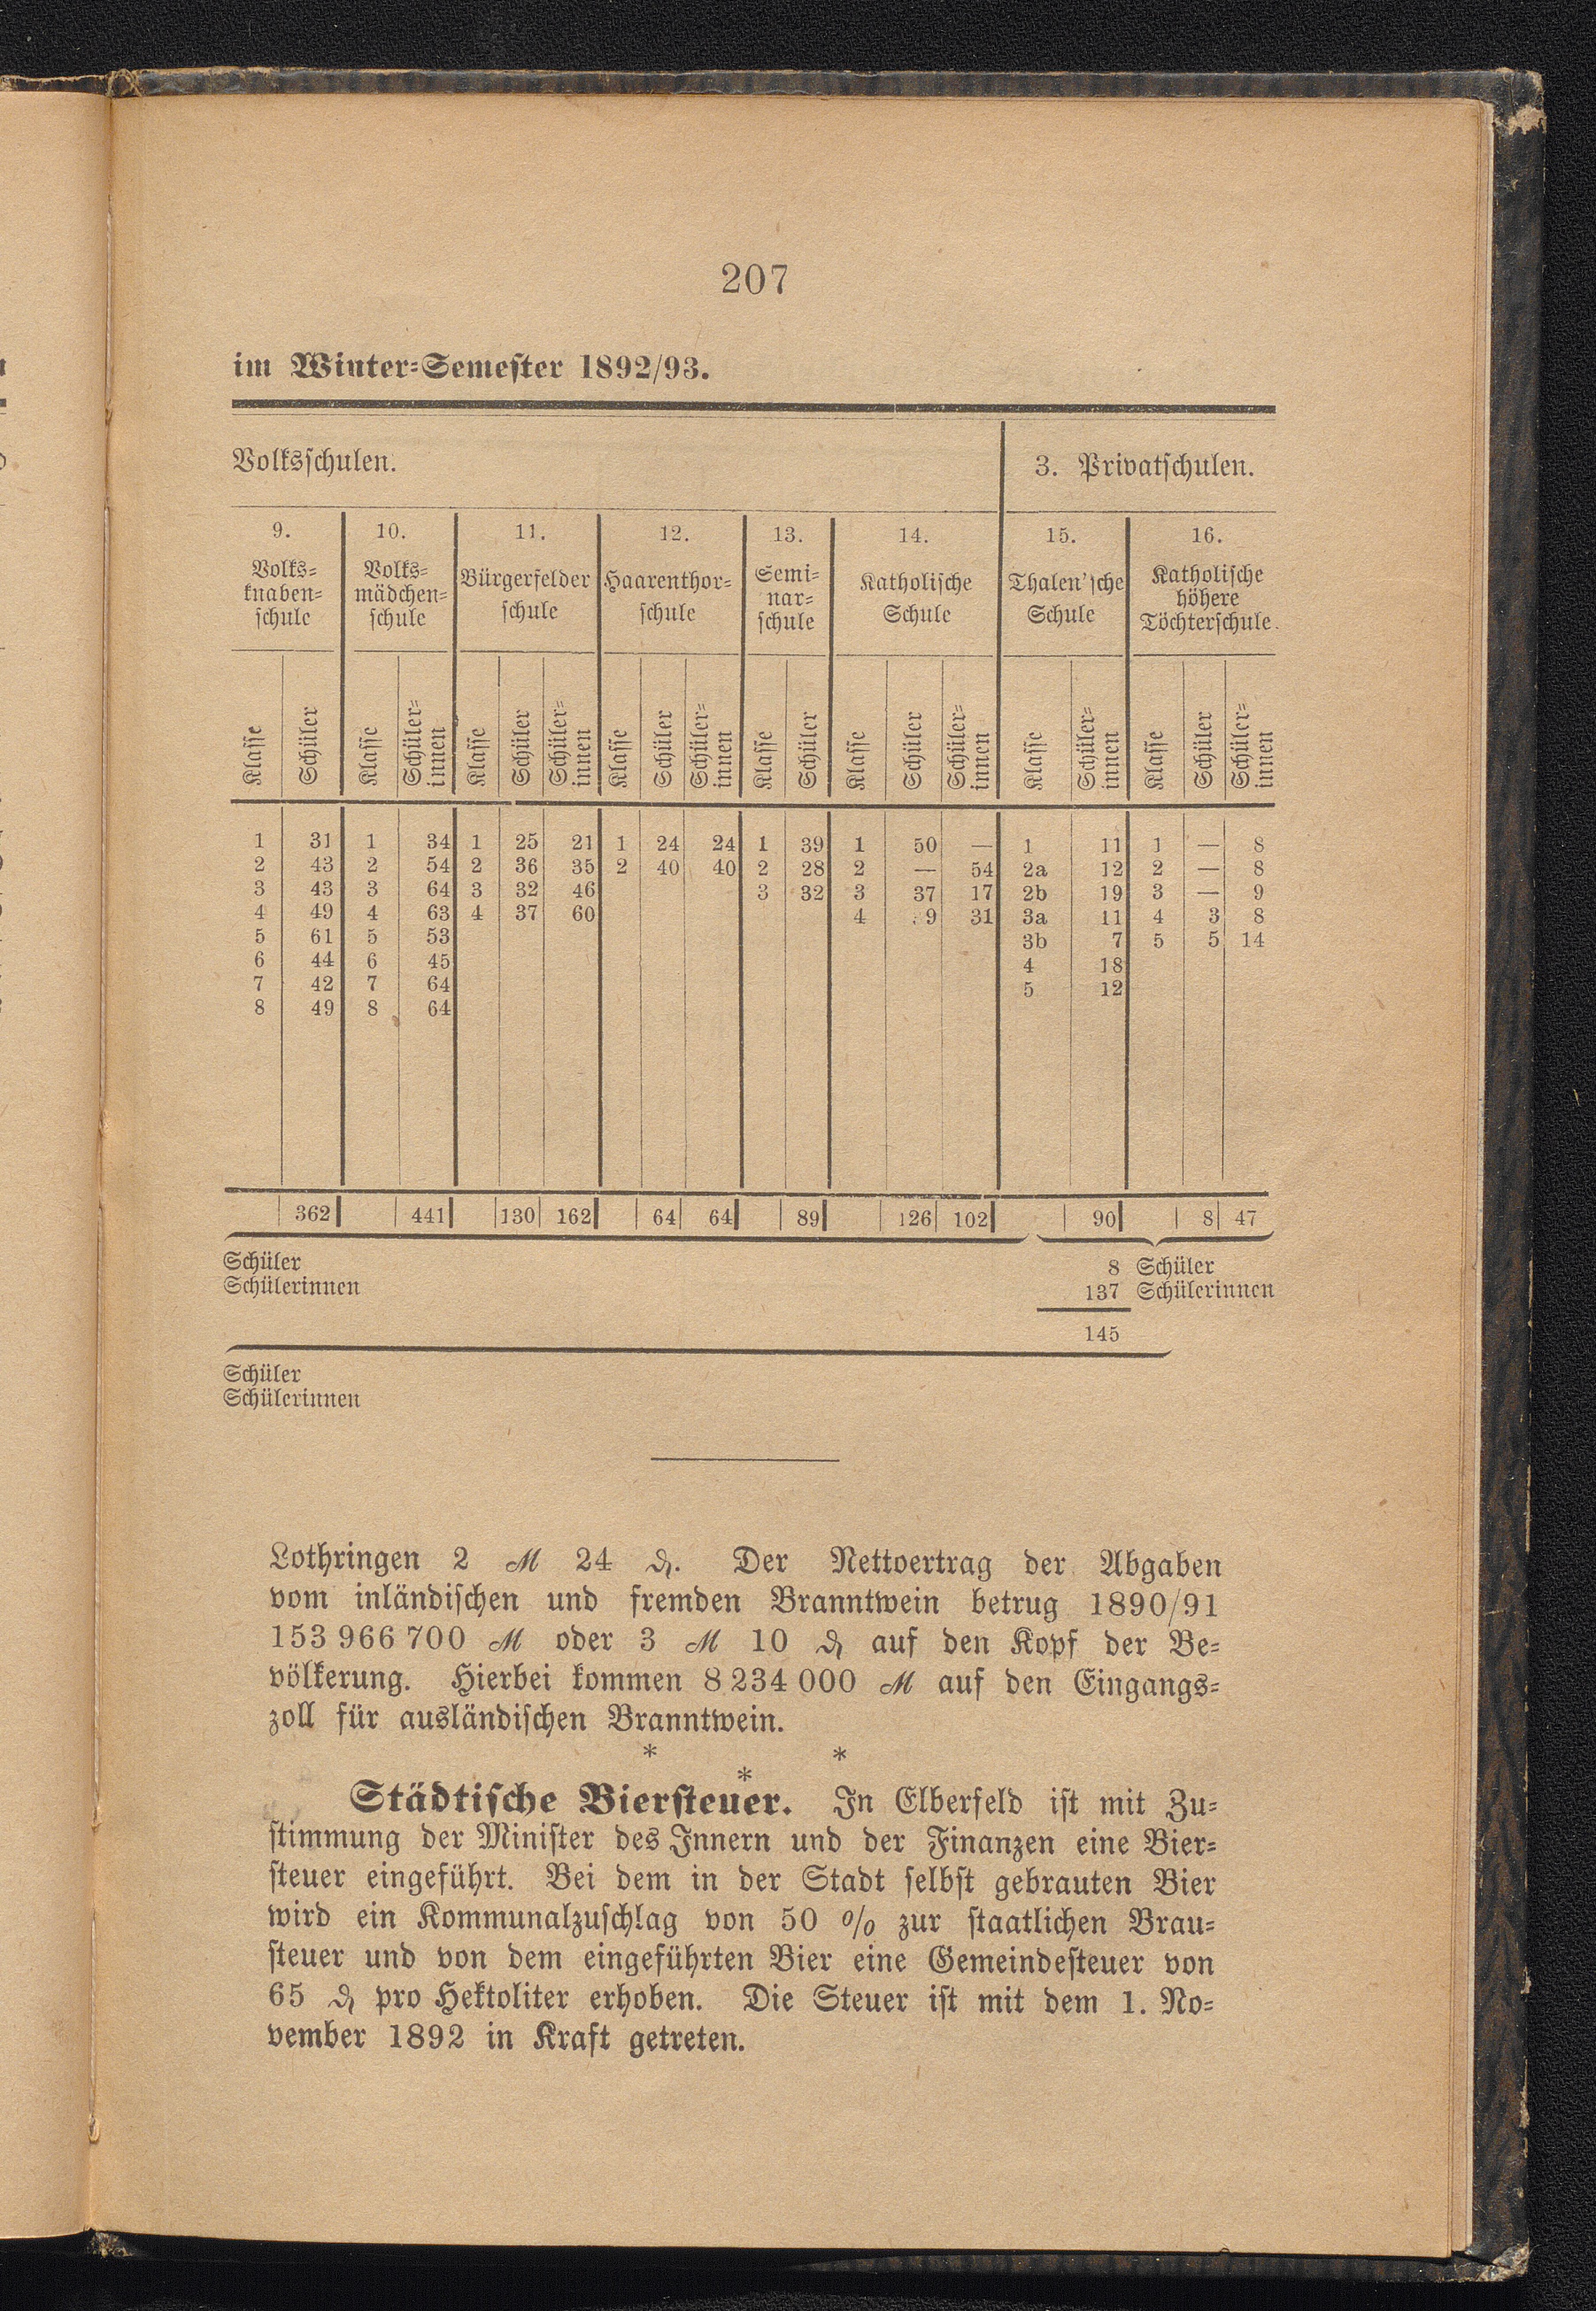 207
im Winter-Semester 1892/93.
Volksschulen. 3. Privatschulen.
9. 10. 11. 12. 13. 14. 15. 16.
Volks- knaben- schule Volks- mädchen- schule Bürgerfelder schule Haarenthor- schule Semi- nar- schule Katholische Schule Thalen'sche Schule Katholische höhere Töchterschule.
Klasse Schüler Klasse Schüler- innen Klasse Schüler Schüler- innen Klasse Schüler Schüler- innen Klasse Schüler Klasse Schüler Schüler- innen Klasse Schüler- innen Klasse Schüler Schüler- innen
1 31 1 34 1 25 21 1 24 24 1 39 1 50 — 1 11 1 — 8
2 43 2 54 2 36 35 2 40 40 2 28 2 — 54 2a 12 2 — 8
3 43 3 64 3 32 46 3 32 3 37 17 2b 19 3 — 9
4 49 4 63 4 37 60 4 9 31 3a 11 4 3 8
5 61 5 53 3b 7 5 5 14
6 44 6 45 4 18
7 42 7 64 5 12
8 49 8 64
362 441 130 162 64 64 89 126 102 90 8 47
Schüler 8 Schüler
Schülerinnen 137 Schülerinnen
145
Schüler
Schülerinnen
Lothringen 2 ℳ 24 ₰. Der Nettoertrag der Abgaben
vom inländischen und fremden Branntwein betrug 1890/91
153 966 700 ℳ oder 3 ℳ 10 ₰ auf den Kopf der Be-
völkerung. Hierbei kommen 8 234 000 ℳ auf den Eingangs-
zoll für ausländischen Branntwein.
* * *
Städtische Biersteuer. In Elberfeld ist mit Zu-
stimmung der Minister des Innern und der Finanzen eine Bier-
steuer eingeführt. Bei dem in der Stadt selbst gebrauten Bier
wird ein Kommunalzuschlag von 50 % zur staatlichen Brau-
steuer und von dem eingeführten Bier eine Gemeindesteuer von
65 ₰ pro Hektoliter erhoben. Die Steuer ist mit dem 1. No-
vember 1892 in Kraft getreten.